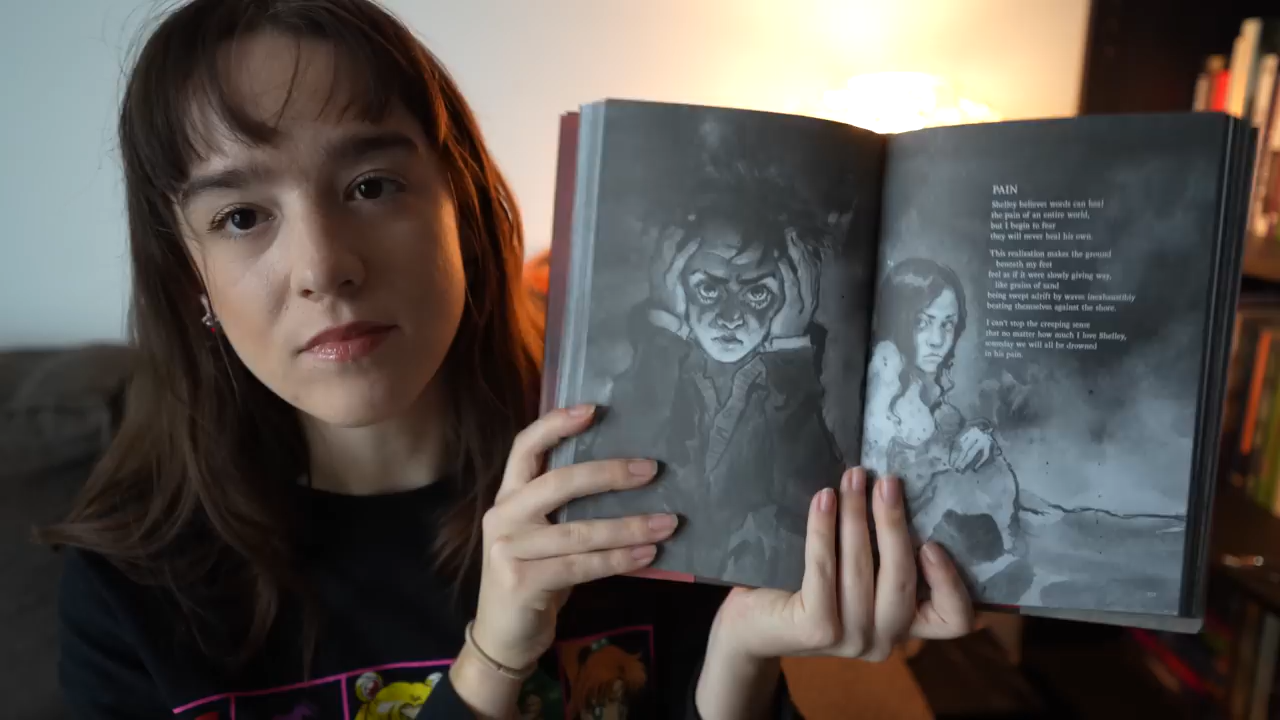 PAIN
Shelley believes words can heal
the pain of an entire world,
but I begin to fear
they will never heal his own.
This realisation makes the ground
beneath my feet
feel as if it were slowly giving way,
like grains of sand
being swept adrift by waves inexhaustibly
beating themselves against the shore.
I can't stop the creeping sense
that no matter how much I love Shelley,
someday we will all be drowned
in his pain.